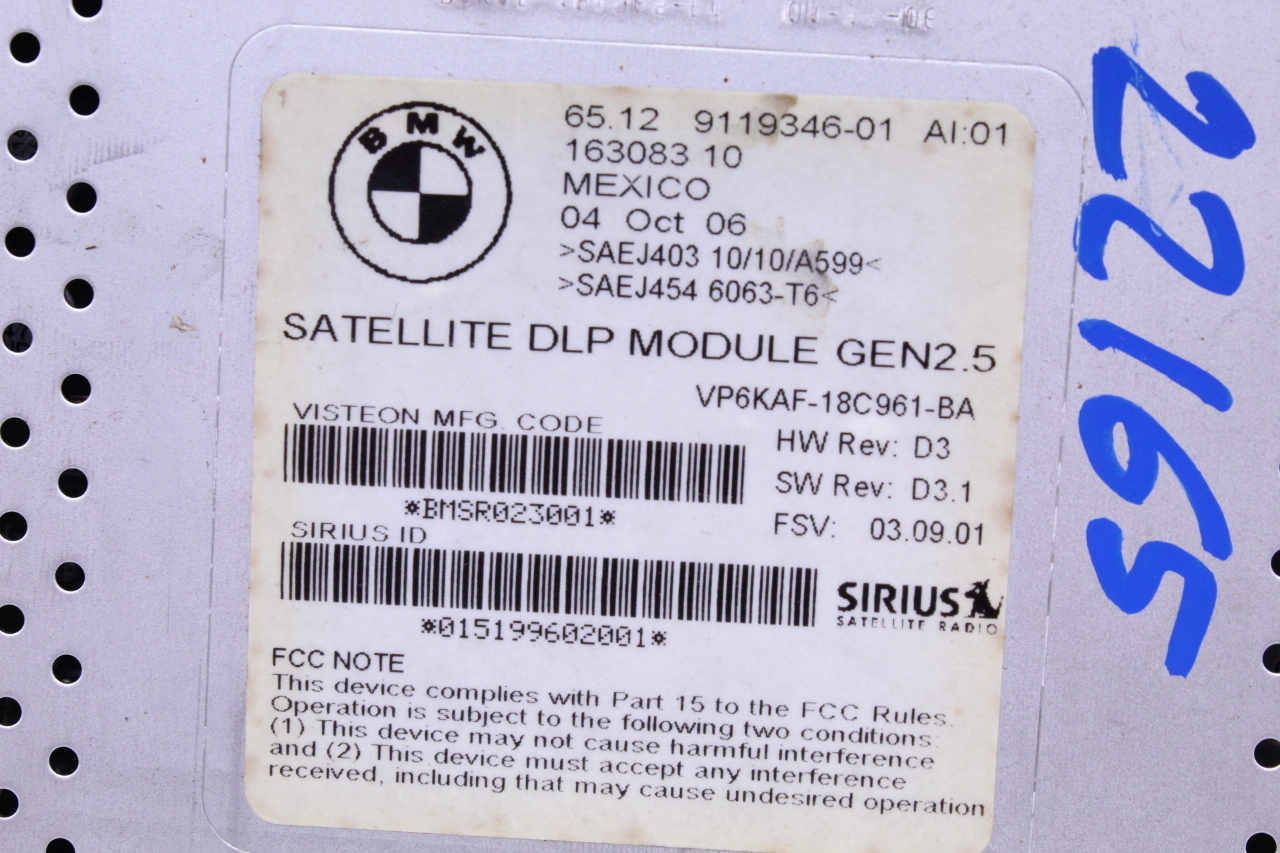 BMW
65.12 9119346-01 AI:01
163083 10
MEXICO
04 Oct 06
>SAEJ403 10/10/A599<
>SAEJ454 6063-T6<
SATELLITE DLP MODULE GEN2.5
VP6KAF-18C961-BA
VISTEON MFG. CODE
HW Rev: D3
SW Rev: D3.1
*BMSR023001*
FSV: 03.09.01
SIRIUS ID
*015199602001*
SIRIUS
SATELLITE RADIO
FCC NOTE
This device complies with Part 15 to the FCC Rules.
Operation is subject to the following two conditions:
(1) This device may not cause harmful interference
and (2) This device must accept any interference
received, including that may cause undesired operation
22165